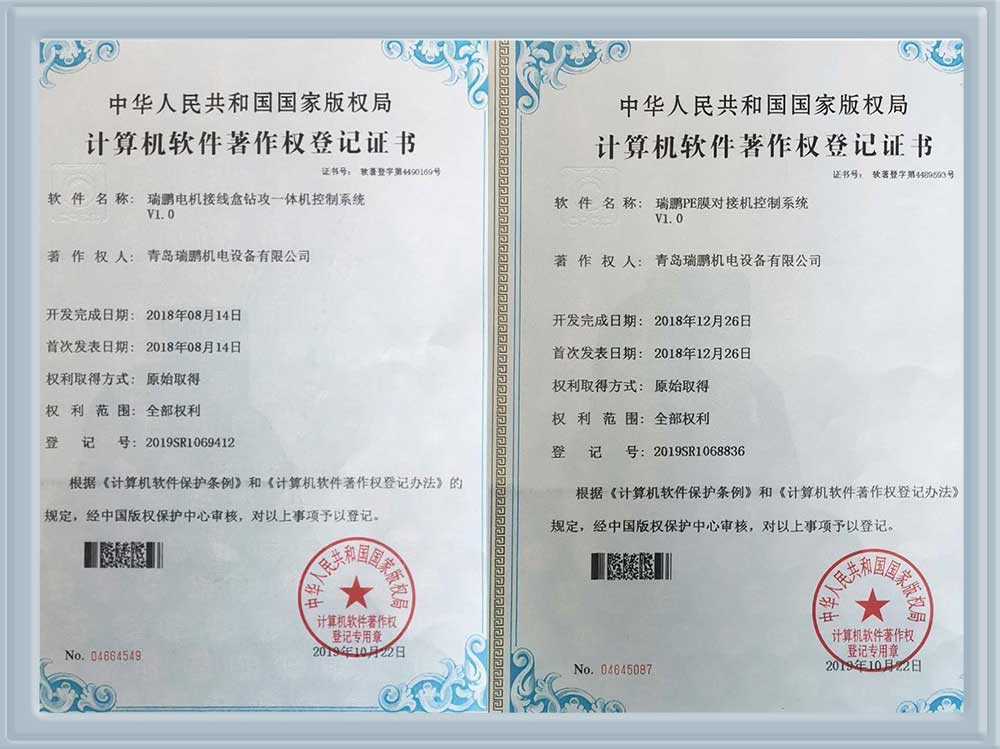 中华人民共和国国家版权局
计算机软件著作权登记证书
证书号: 软著登字第4490169号
软件名称: 瑞鹏电机接线盒钻攻一体机控制系统
V1.0
著作权人: 青岛瑞鹏机电设备有限公司
开发完成日期: 2018年08月14日
首次发表日期: 2018年08月14日
权利取得方式: 原始取得
权利范围: 全部权利
登记号: 2019SR1069412
根据《计算机软件保护条例》和《计算机软件著作权登记办法》的
规定,经中国版权保护中心审核,对以上事项予以登记。
中华人民共和国国家版权局
计算机软件著作权
登记专用章
2019年10月22日
No. 04664549
中华人民共和国国家版权局
计算机软件著作权登记证书
证书号: 软著登字第4489593号
软件名称: 瑞鹏PE膜对接机控制系统
V1.0
著作权人: 青岛瑞鹏机电设备有限公司
开发完成日期: 2018年12月26日
首次发表日期: 2018年12月26日
权利取得方式: 原始取得
权利范围: 全部权利
登记号: 2019SR1068836
根据《计算机软件保护条例》和《计算机软件著作权登记办法》
规定,经中国版权保护中心审核,对以上事项予以登记。
中华人民共和国国家版权局
计算机软件著作权
登记专用章
2019年10月22日
No. 04645087